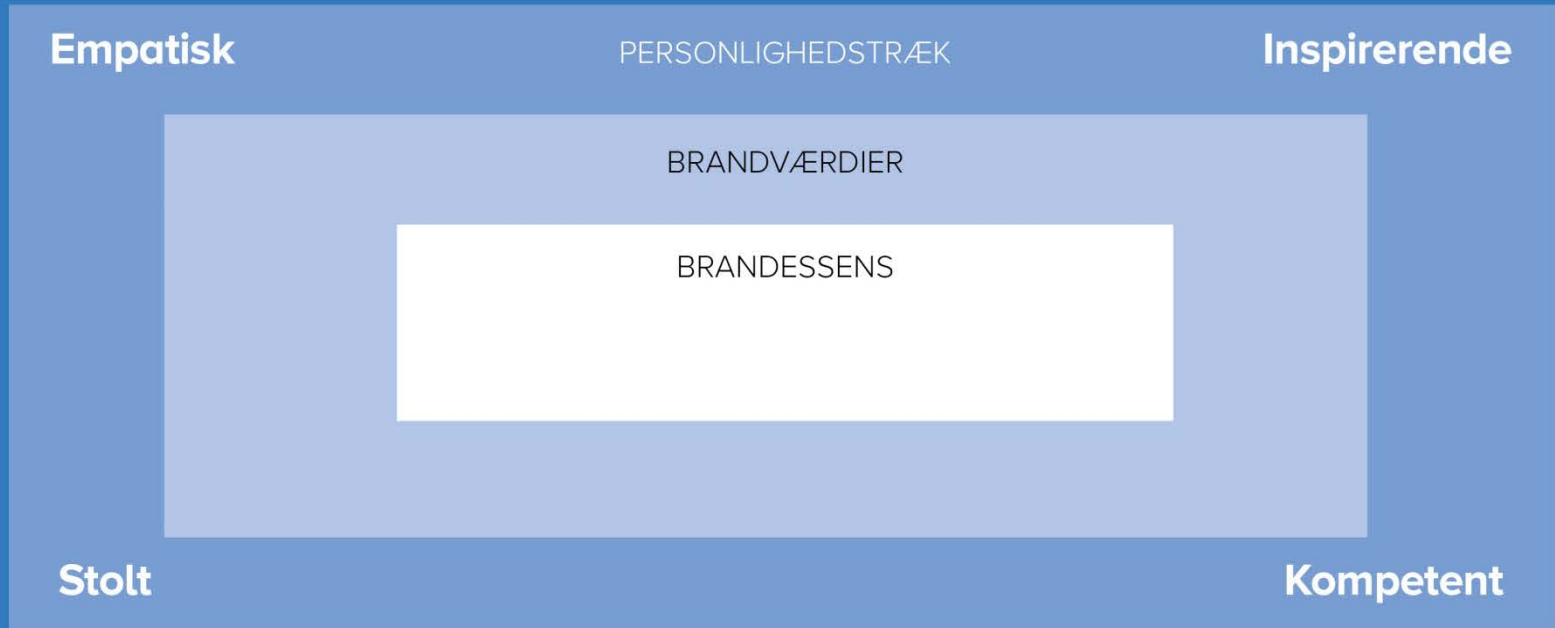 Empatisk
PERSONLIGHEDSTRÆK
Inspirerende
BRANDVÆRDIER
BRANDESSENS
Stolt
Kompetent